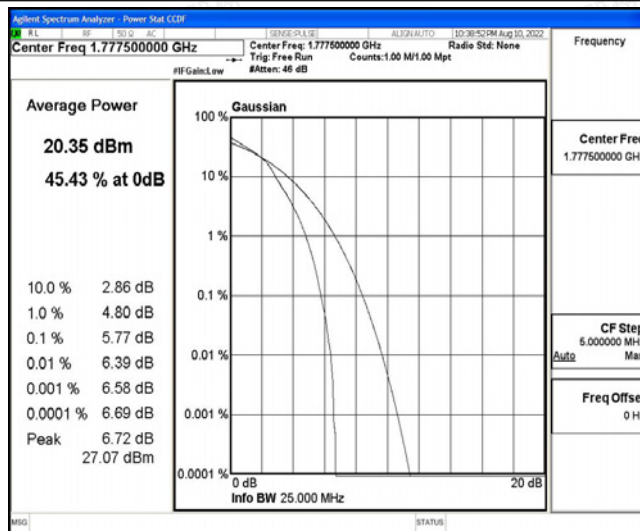 Agilent Spectrum Analyzer - Power Stat CCDF
RL RF 50 Ω AC SENSE:PULSE ALIGN AUTO 10:38:52 PM Aug 10, 2022
Center Freq 1.777500000 GHz
Center Freq: 1.777500000 GHz Radio Std: None
Trig: Free Run Counts:1.00 M/1.00 Mpt
#IFGain:Low #Atten: 46 dB
Frequency
Average Power
20.35 dBm
45.43 % at 0dB
10.0 % 2.86 dB
1.0 % 4.80 dB
0.1 % 5.77 dB
0.01 % 6.39 dB
0.001 % 6.58 dB
0.0001 % 6.69 dB
Peak 6.72 dB
27.07 dBm
Gaussian
100 %
10 %
1 %
0.1 %
0.01 %
0.001 %
0.0001 %
0 dB 20 dB
Info BW 25.000 MHz
Center Fre
1.777500000 GH
CF Step
5.000000 MH
Auto Ma
Freq Offse
0 H
MSG STATUS